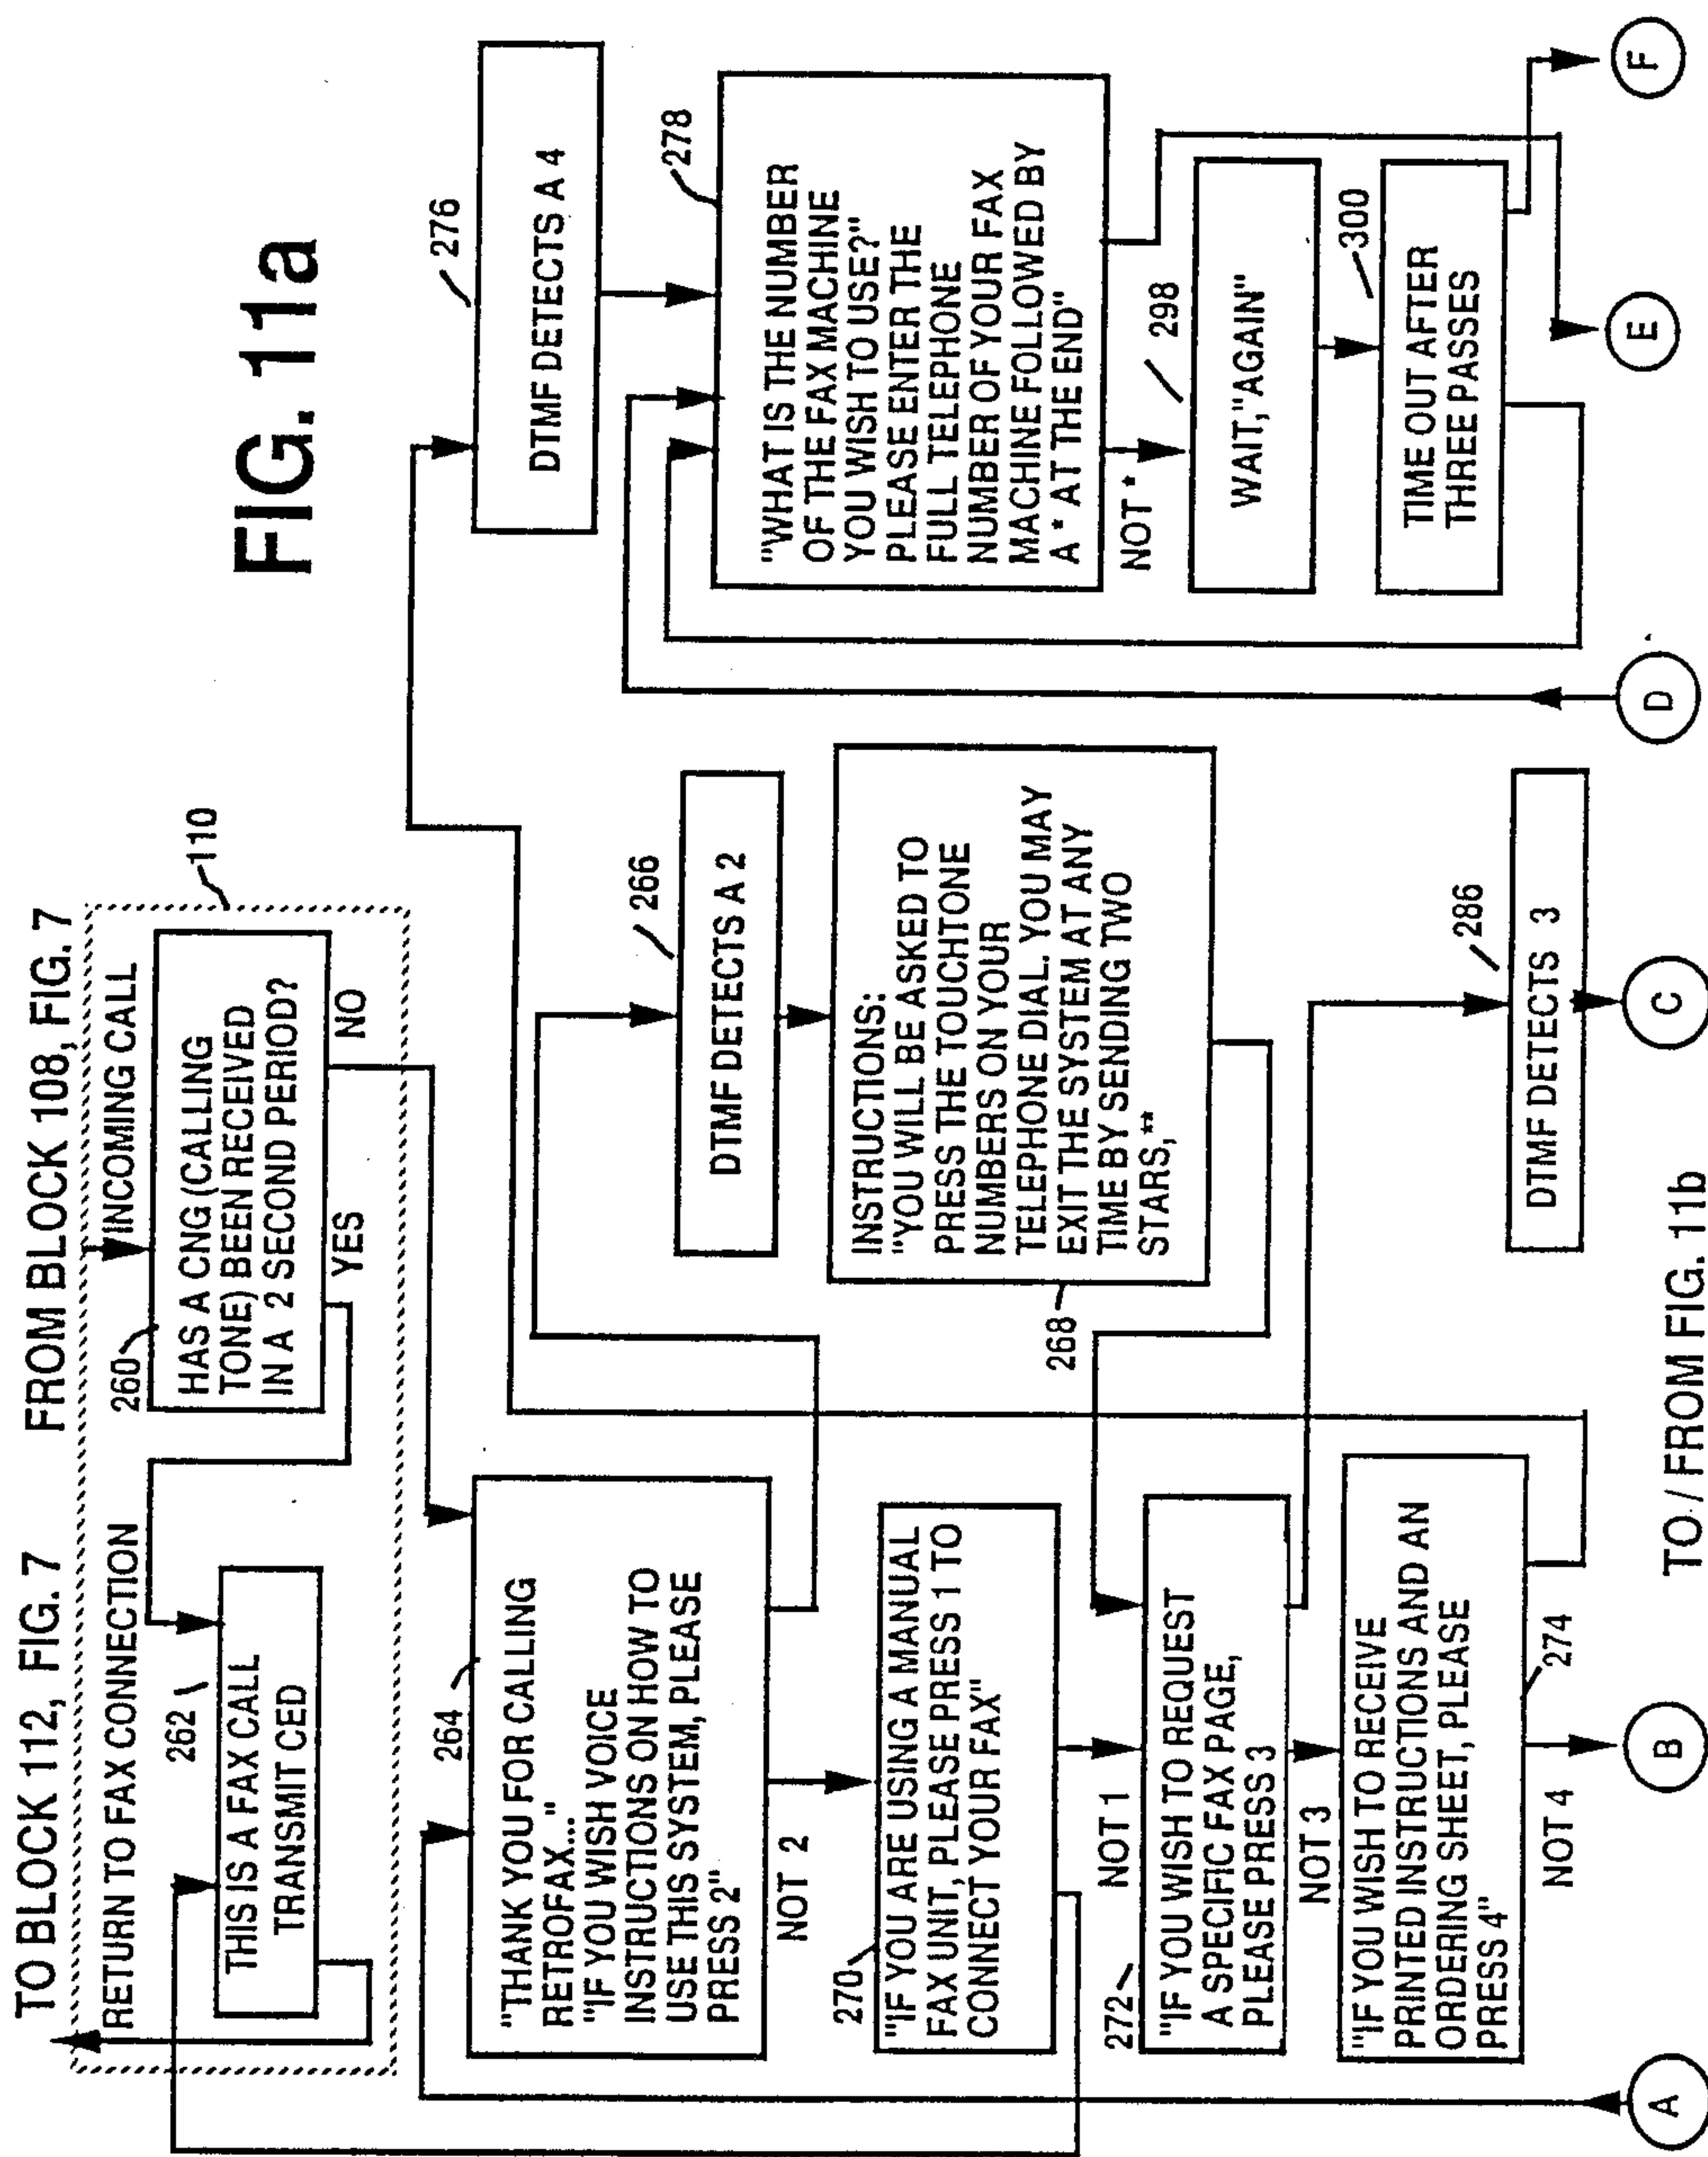 FIG. 11a
TO BLOCK 112, FIG. 7
FROM BLOCK 108, FIG. 7
RETURN TO FAX CONNECTION
INCOMING CALL
110
260
HAS A CNG (CALLING
TONE) BEEN RECEIVED
IN A 2 SECOND PERIOD?
YES
NO
262
THIS IS A FAX CALL
TRANSMIT CED
264
"THANK YOU FOR CALLING
RETROFAX..."
"IF YOU WISH VOICE
INSTRUCTIONS ON HOW TO
USE THIS SYSTEM, PLEASE
PRESS 2"
NOT 2
270
"IF YOU ARE USING A MANUAL
FAX UNIT, PLEASE PRESS 1 TO
CONNECT YOUR FAX"
NOT 1
272
"IF YOU WISH TO REQUEST
A SPECIFIC FAX PAGE,
PLEASE PRESS 3
NOT 3
"IF YOU WISH TO RECEIVE
PRINTED INSTRUCTIONS AND AN
ORDERING SHEET, PLEASE
PRESS 4"
274
NOT 4
266
DTMF DETECTS A 2
INSTRUCTIONS:
"YOU WILL BE ASKED TO
PRESS THE TOUCHTONE
NUMBERS ON YOUR
TELEPHONE DIAL. YOU MAY
EXIT THE SYSTEM AT ANY
TIME BY SENDING TWO
STARS,**
268
286
DTMF DETECTS 3
276
DTMF DETECTS A 4
278
"WHAT IS THE NUMBER
OF THE FAX MACHINE
YOU WISH TO USE?"
PLEASE ENTER THE
FULL TELEPHONE
NUMBER OF YOUR FAX
MACHINE FOLLOWED BY
A * AT THE END"
NOT *
298
WAIT,"AGAIN"
300
TIME OUT AFTER
THREE PASSES
A
B
C
D
E
F
TO / FROM FIG. 11b